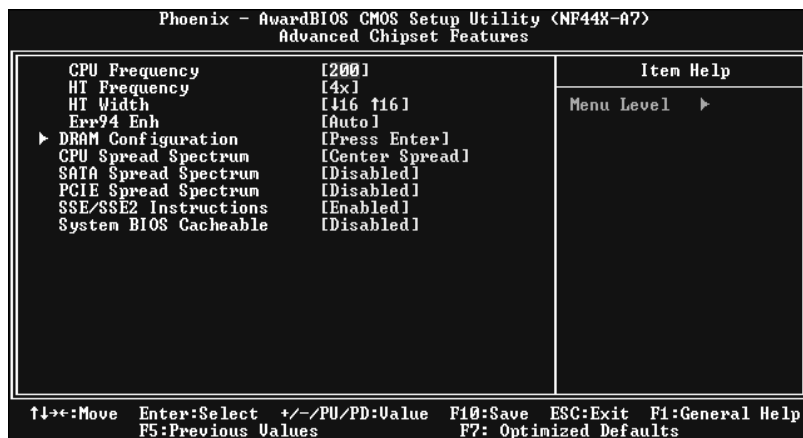 Phoenix - AwardBIOS CMOS Setup Utility (NF44X-A7)
Advanced Chipset Features
CPU Frequency [200]
HT Frequency [4x]
HT Width [↓16 ↑16]
Err94 Enh [Auto]
▶ DRAM Configuration [Press Enter]
CPU Spread Spectrum [Center Spread]
SATA Spread Spectrum [Disabled]
PCIE Spread Spectrum [Disabled]
SSE/SSE2 Instructions [Enabled]
System BIOS Cacheable [Disabled]
Item Help
Menu Level ▶
↑↓→←:Move Enter:Select +/-/PU/PD:Value F10:Save ESC:Exit F1:General Help
F5:Previous Values F7: Optimized Defaults